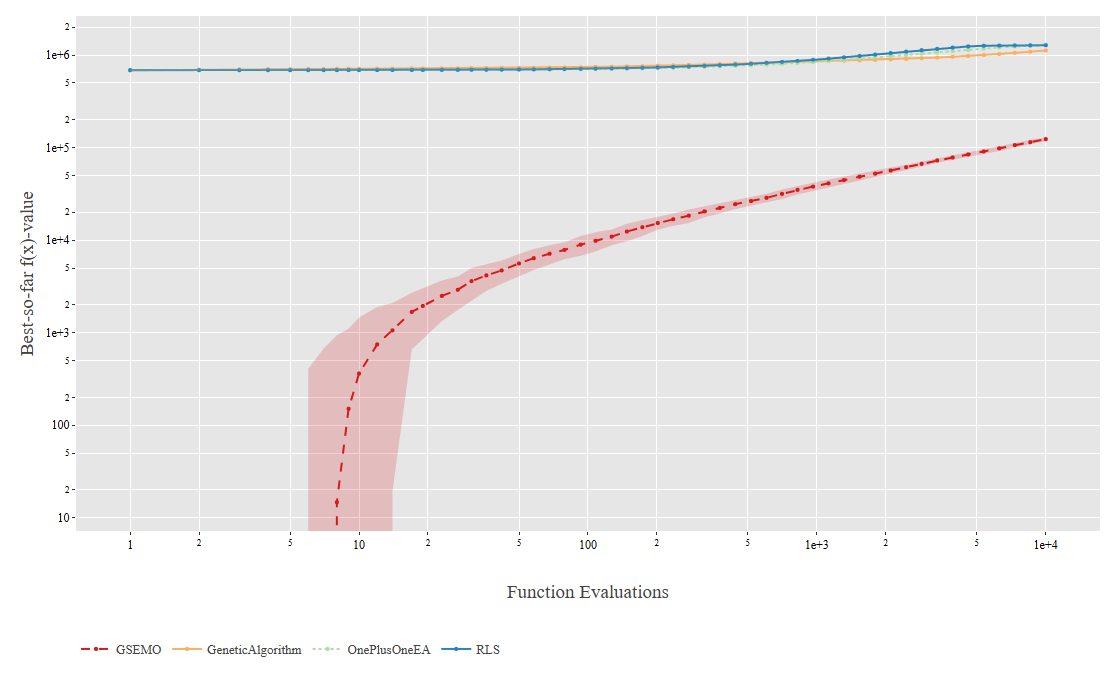 2
1e+6
5
2
1e+5
5
2
1e+4
5
2
1e+3
5
2
100
5
2
10
Best-so-far f(x)-value
1 2 5 10 2 5 100 2 5 1e+3 2 5 1e+4
Function Evaluations
GSEMO GeneticAlgorithm OnePlusOneEA RLS